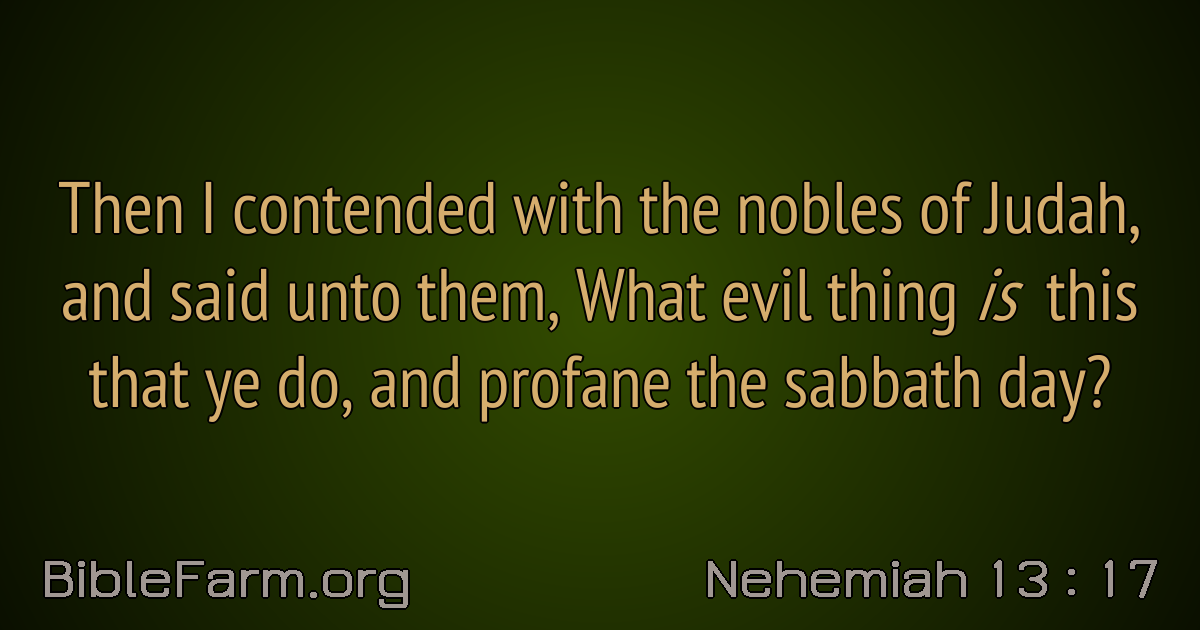 Then I contended with the nobles of Judah,
and said unto them, What evil thing is this
that ye do, and profane the sabbath day?
BibleFarm.org
Nehemiah 13 : 17